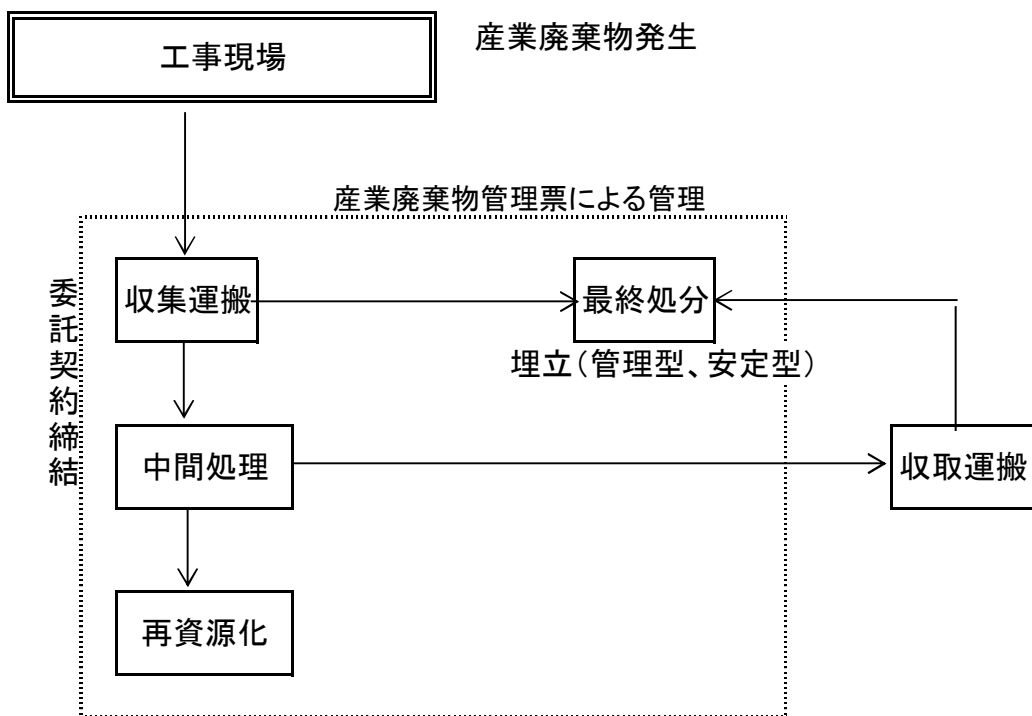 産業廃棄物発生
工事現場
産業廃棄物管理票による管理
委託契約締結
収集運搬
最終処分
埋立（管理型、安定型）
中間処理
収取運搬
再資源化